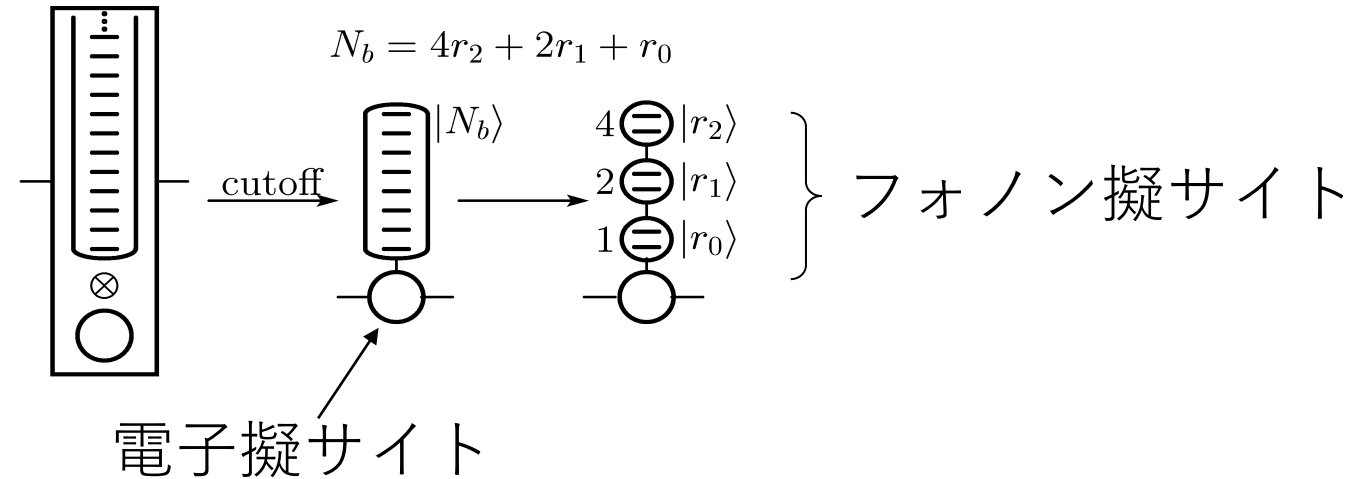 N_b = 4r_2 + 2r_1 + r_0
|N_b⟩
4 |r_2⟩
cutoff
2 |r_1⟩
フォノン擬サイト
1 |r_0⟩
電子擬サイト